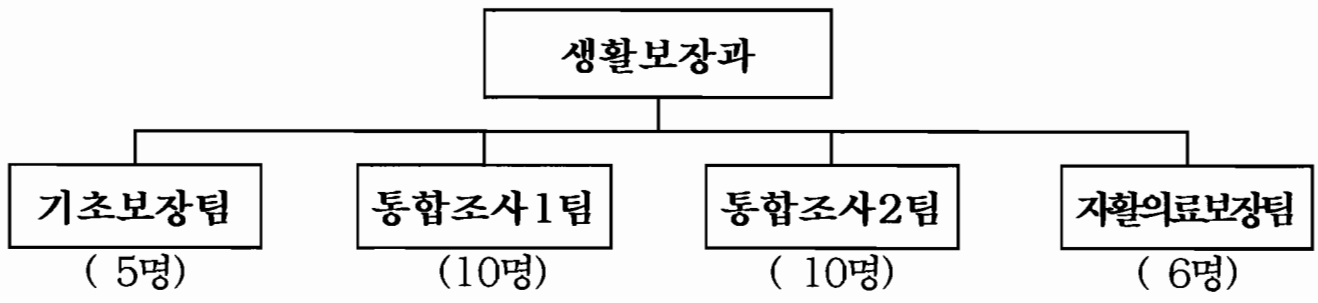 생활보장과
기초보장팀 통합조사1팀 통합조사2팀 자활의료보장팀
( 5명) (10명) ( 10명) ( 6명)